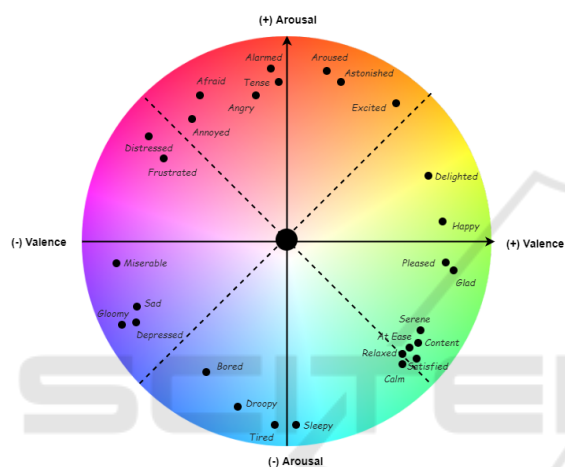 (+) Arousal
Alarmed
Aroused
Afraid
Tense
Astonished
Angry
Excited
Annoyed
Distressed
Frustrated
Delighted
Happy
(-) Valence
(+) Valence
Miserable
Pleased
Glad
Sad
Gloomy
Depressed
Serene
At Ease
Content
Relaxed
Satisfied
Calm
Bored
Droopy
Tired
Sleepy
(-) Arousal
SCITE